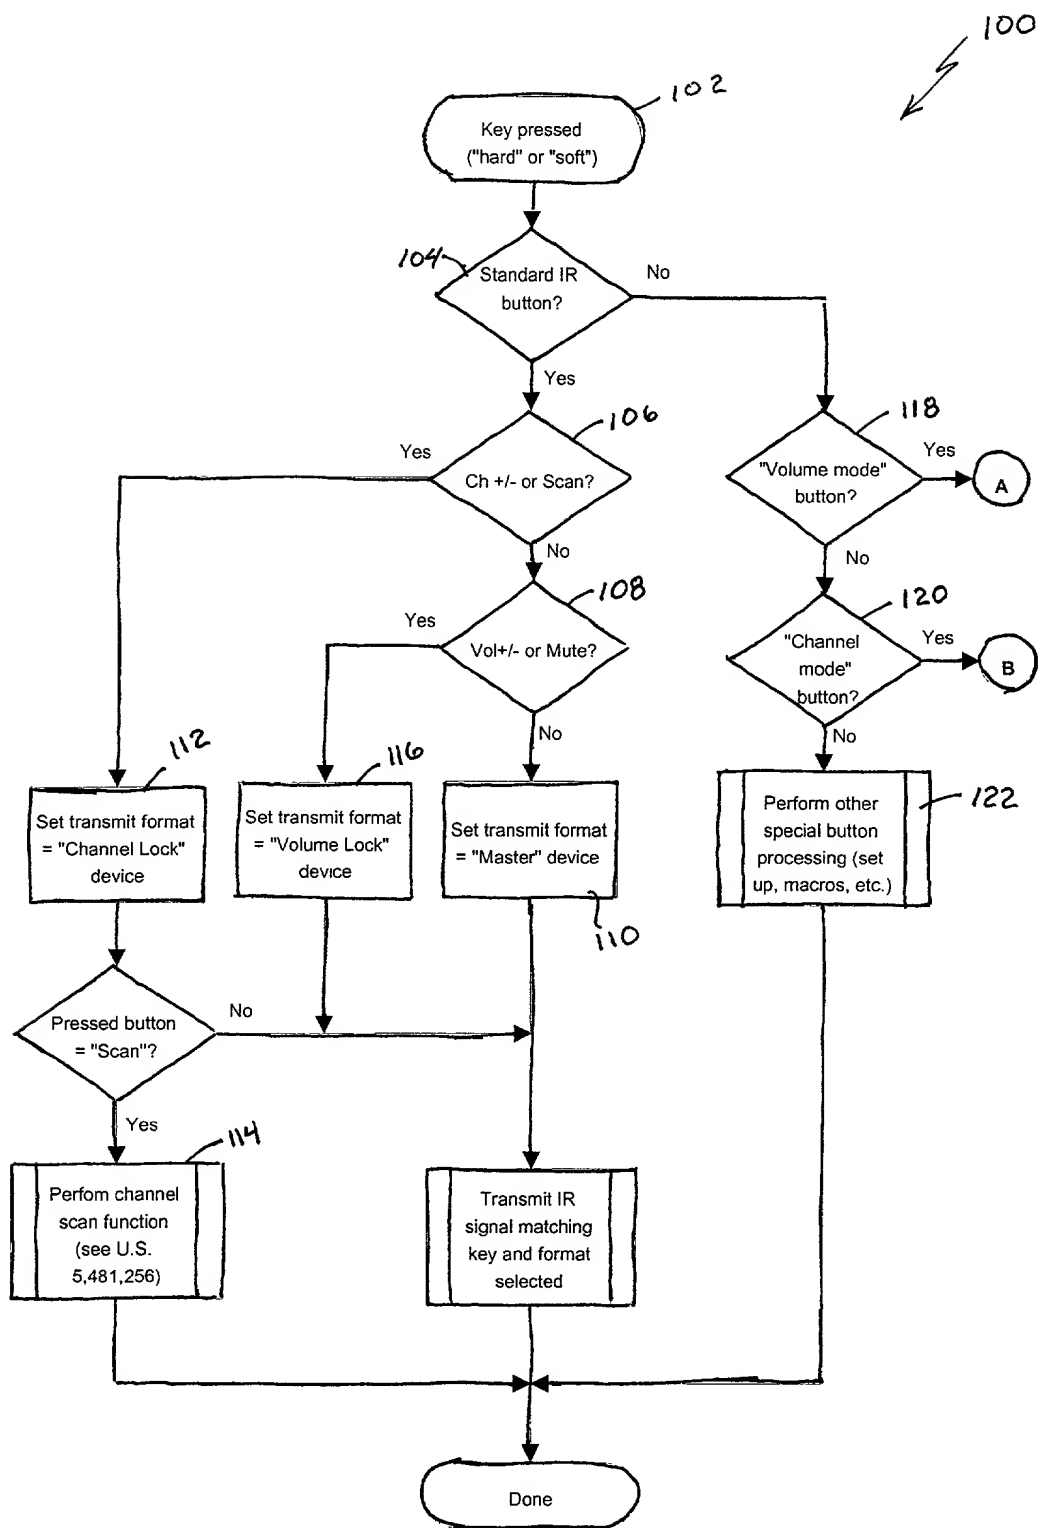 100
102
Key pressed
("hard" or "soft")
104
Standard IR
button?
No
Yes
106
Yes
Ch +/- or Scan?
No
118
"Volume mode"
button?
Yes
A
No
108
Yes
Vol+/- or Mute?
No
120
"Channel
mode"
button?
Yes
B
No
112
Set transmit format
= "Channel Lock"
device
116
Set transmit format
= "Volume Lock"
device
Set transmit format
= "Master" device
110
Perform other
special button
processing (set
up, macros, etc.)
122
Pressed button
= "Scan"?
No
Yes
114
Perfom channel
scan function
(see U.S.
5,481,256)
Transmit IR
signal matching
key and format
selected
Done